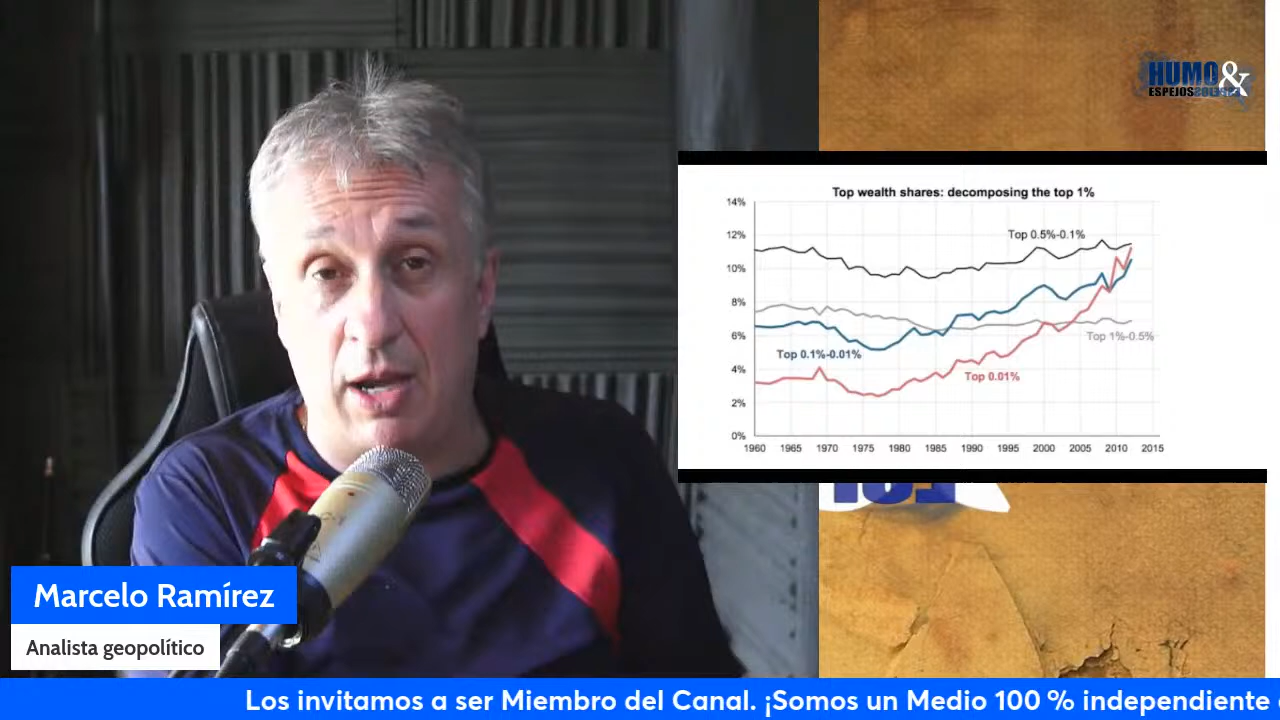 HUMO&
ESPEJOS
Top wealth shares: decomposing the top 1%
14%
12%
10%
8%
6%
4%
2%
0%
Top 0.5%-0.1%
Top 1%-0.5%
Top 0.1%-0.01%
Top 0.01%
1960 1965 1970 1975 1980 1985 1990 1995 2000 2005 2010 2015
Marcelo Ramírez
Analista geopolítico
Los invitamos a ser Miembro del Canal. ¡Somos un Medio 100 % independiente